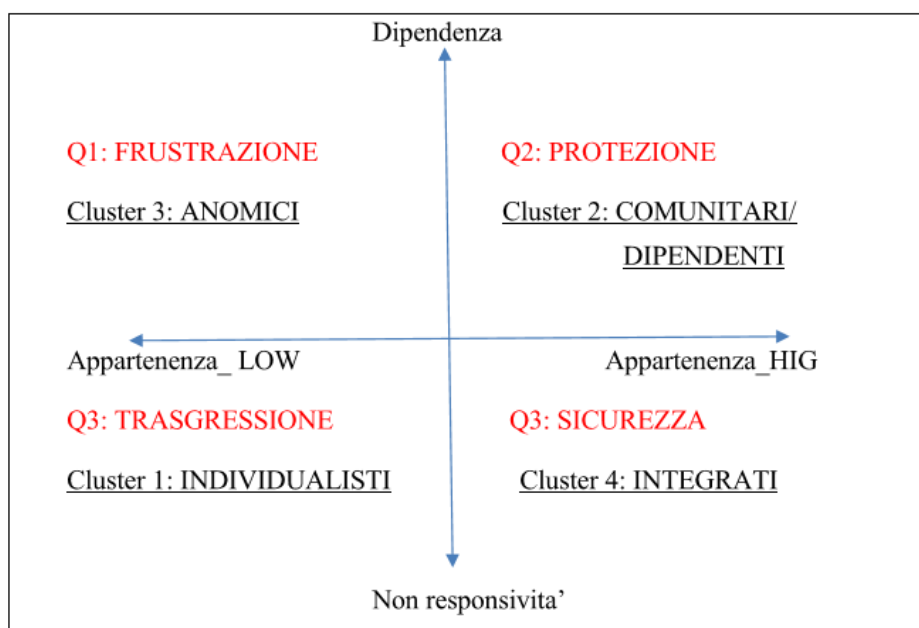 Dipendenza
Q1: FRUSTRAZIONE
Q2: PROTEZIONE
Cluster 3: ANOMICI
Cluster 2: COMUNITARI/
DIPENDENTI
Appartenenza_ LOW
Appartenenza_HIG
Q3: TRASGRESSIONE
Q3: SICUREZZA
Cluster 1: INDIVIDUALISTI
Cluster 4: INTEGRATI
Non responsivita’